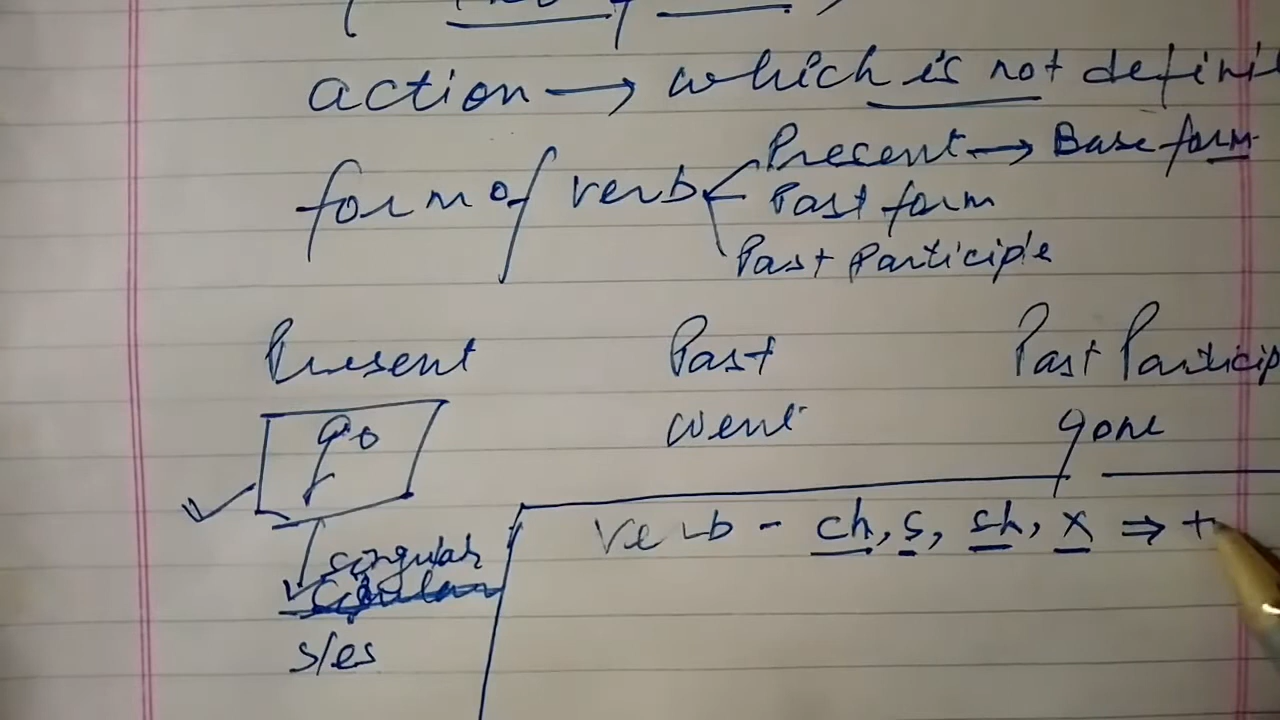 action → which is not defini
form of verb Present → Base form
Past form
Past Participle
Present Past Past Particip
go went gone
verb - ch, s, sh, x ⇒ +
singular
s/es